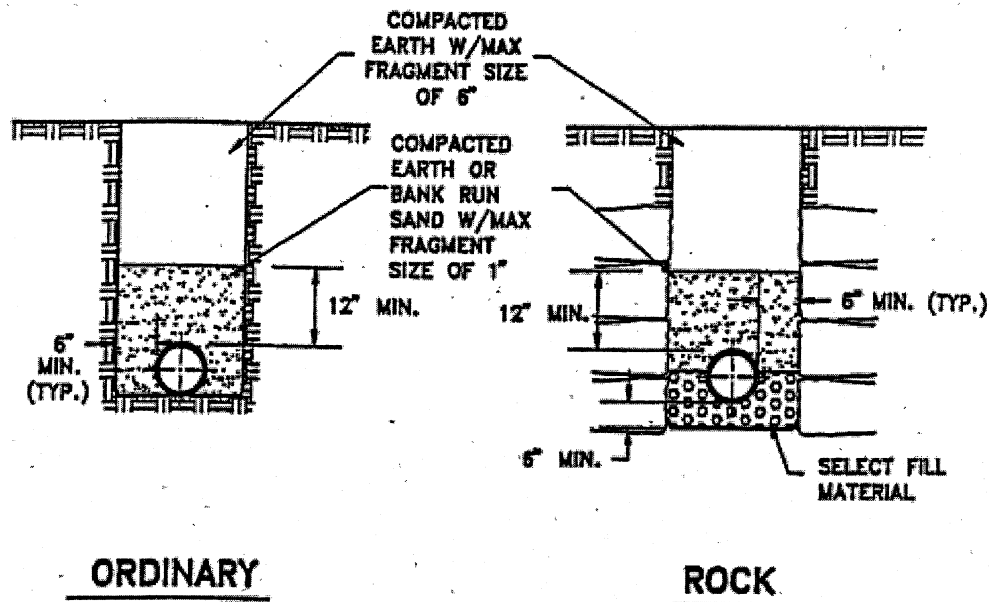 COMPACTED
EARTH W/MAX
FRAGMENT SIZE
OF 6"
COMPACTED
EARTH OR
BANK RUN
SAND W/MAX
FRAGMENT
SIZE OF 1"
12" MIN.
6"
MIN.
(TYP.)
12" MIN.
6" MIN. (TYP.)
6" MIN.
SELECT FILL
MATERIAL
ORDINARY
ROCK